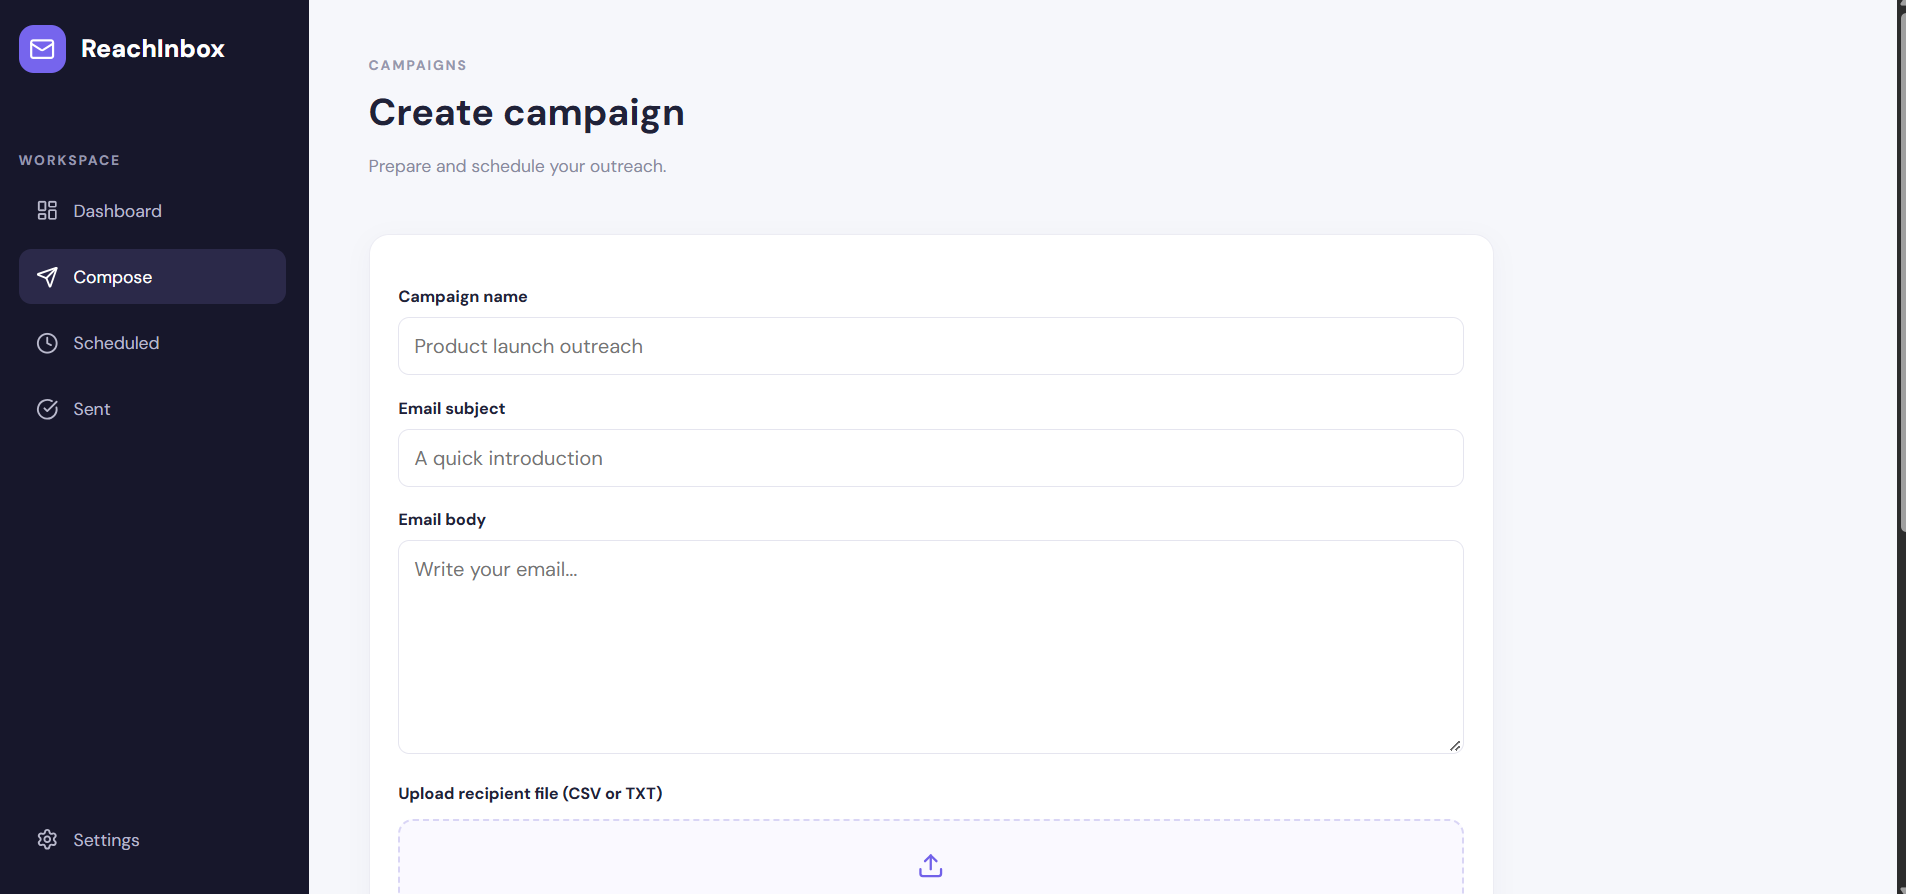 ReachInbox
WORKSPACE
Dashboard
Compose
Scheduled
Sent
Settings
CAMPAIGNS
Create campaign
Prepare and schedule your outreach.
Campaign name
Product launch outreach
Email subject
A quick introduction
Email body
Write your email...
Upload recipient file (CSV or TXT)